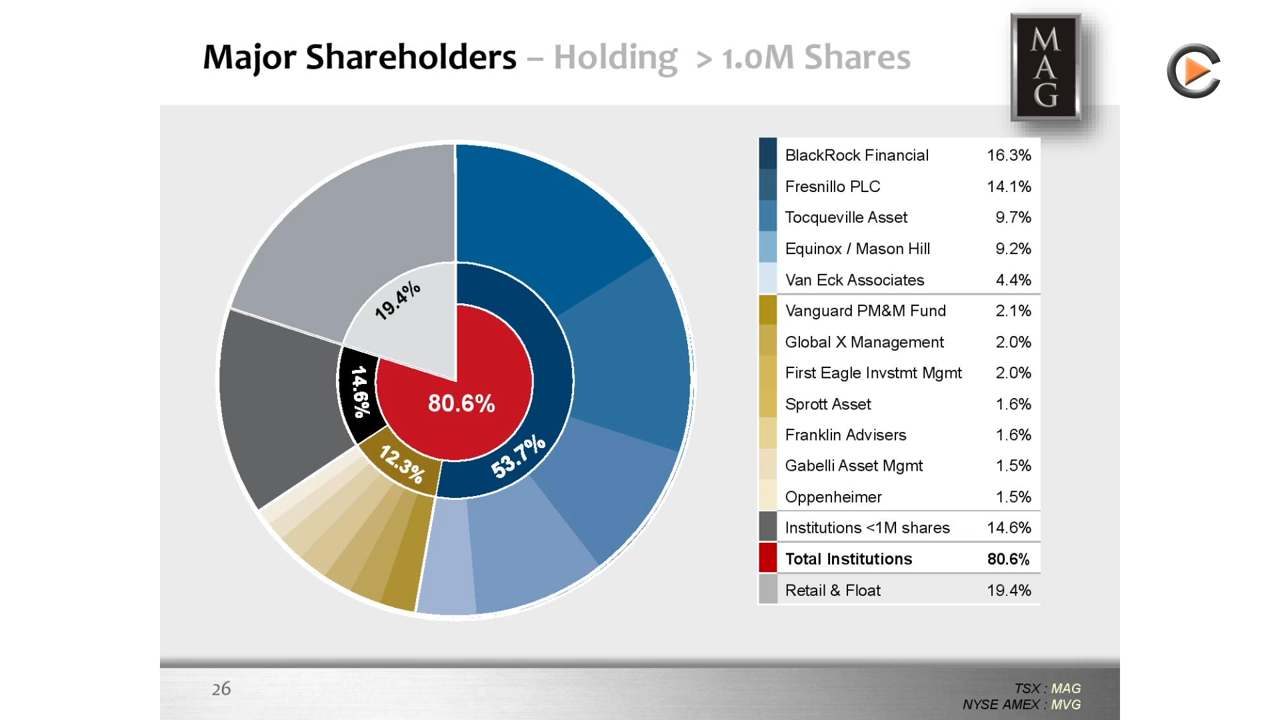 Major Shareholders – Holding > 1.0M Shares
M
A
G
BlackRock Financial 16.3%
Fresnillo PLC 14.1%
Tocqueville Asset 9.7%
Equinox / Mason Hill 9.2%
Van Eck Associates 4.4%
Vanguard PM&M Fund 2.1%
Global X Management 2.0%
First Eagle Invstmt Mgmt 2.0%
Sprott Asset 1.6%
Franklin Advisers 1.6%
Gabelli Asset Mgmt 1.5%
Oppenheimer 1.5%
Institutions <1M shares 14.6%
Total Institutions 80.6%
Retail & Float 19.4%
19.4%
14.6%
80.6%
12.3%
53.7%
26
TSX : MAG
NYSE AMEX : MVG